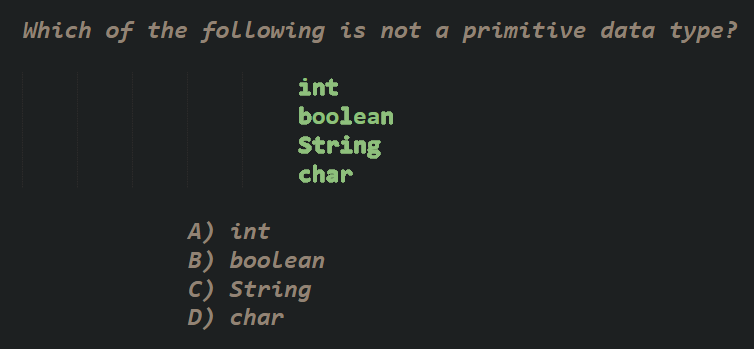 Which of the following is not a primitive data type?
int
boolean
String
char
A) int
B) boolean
C) String
D) char